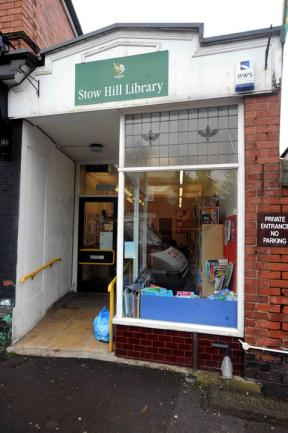 Stow Hill Library
PRIVATE
ENTRANCE
NO
PARKING